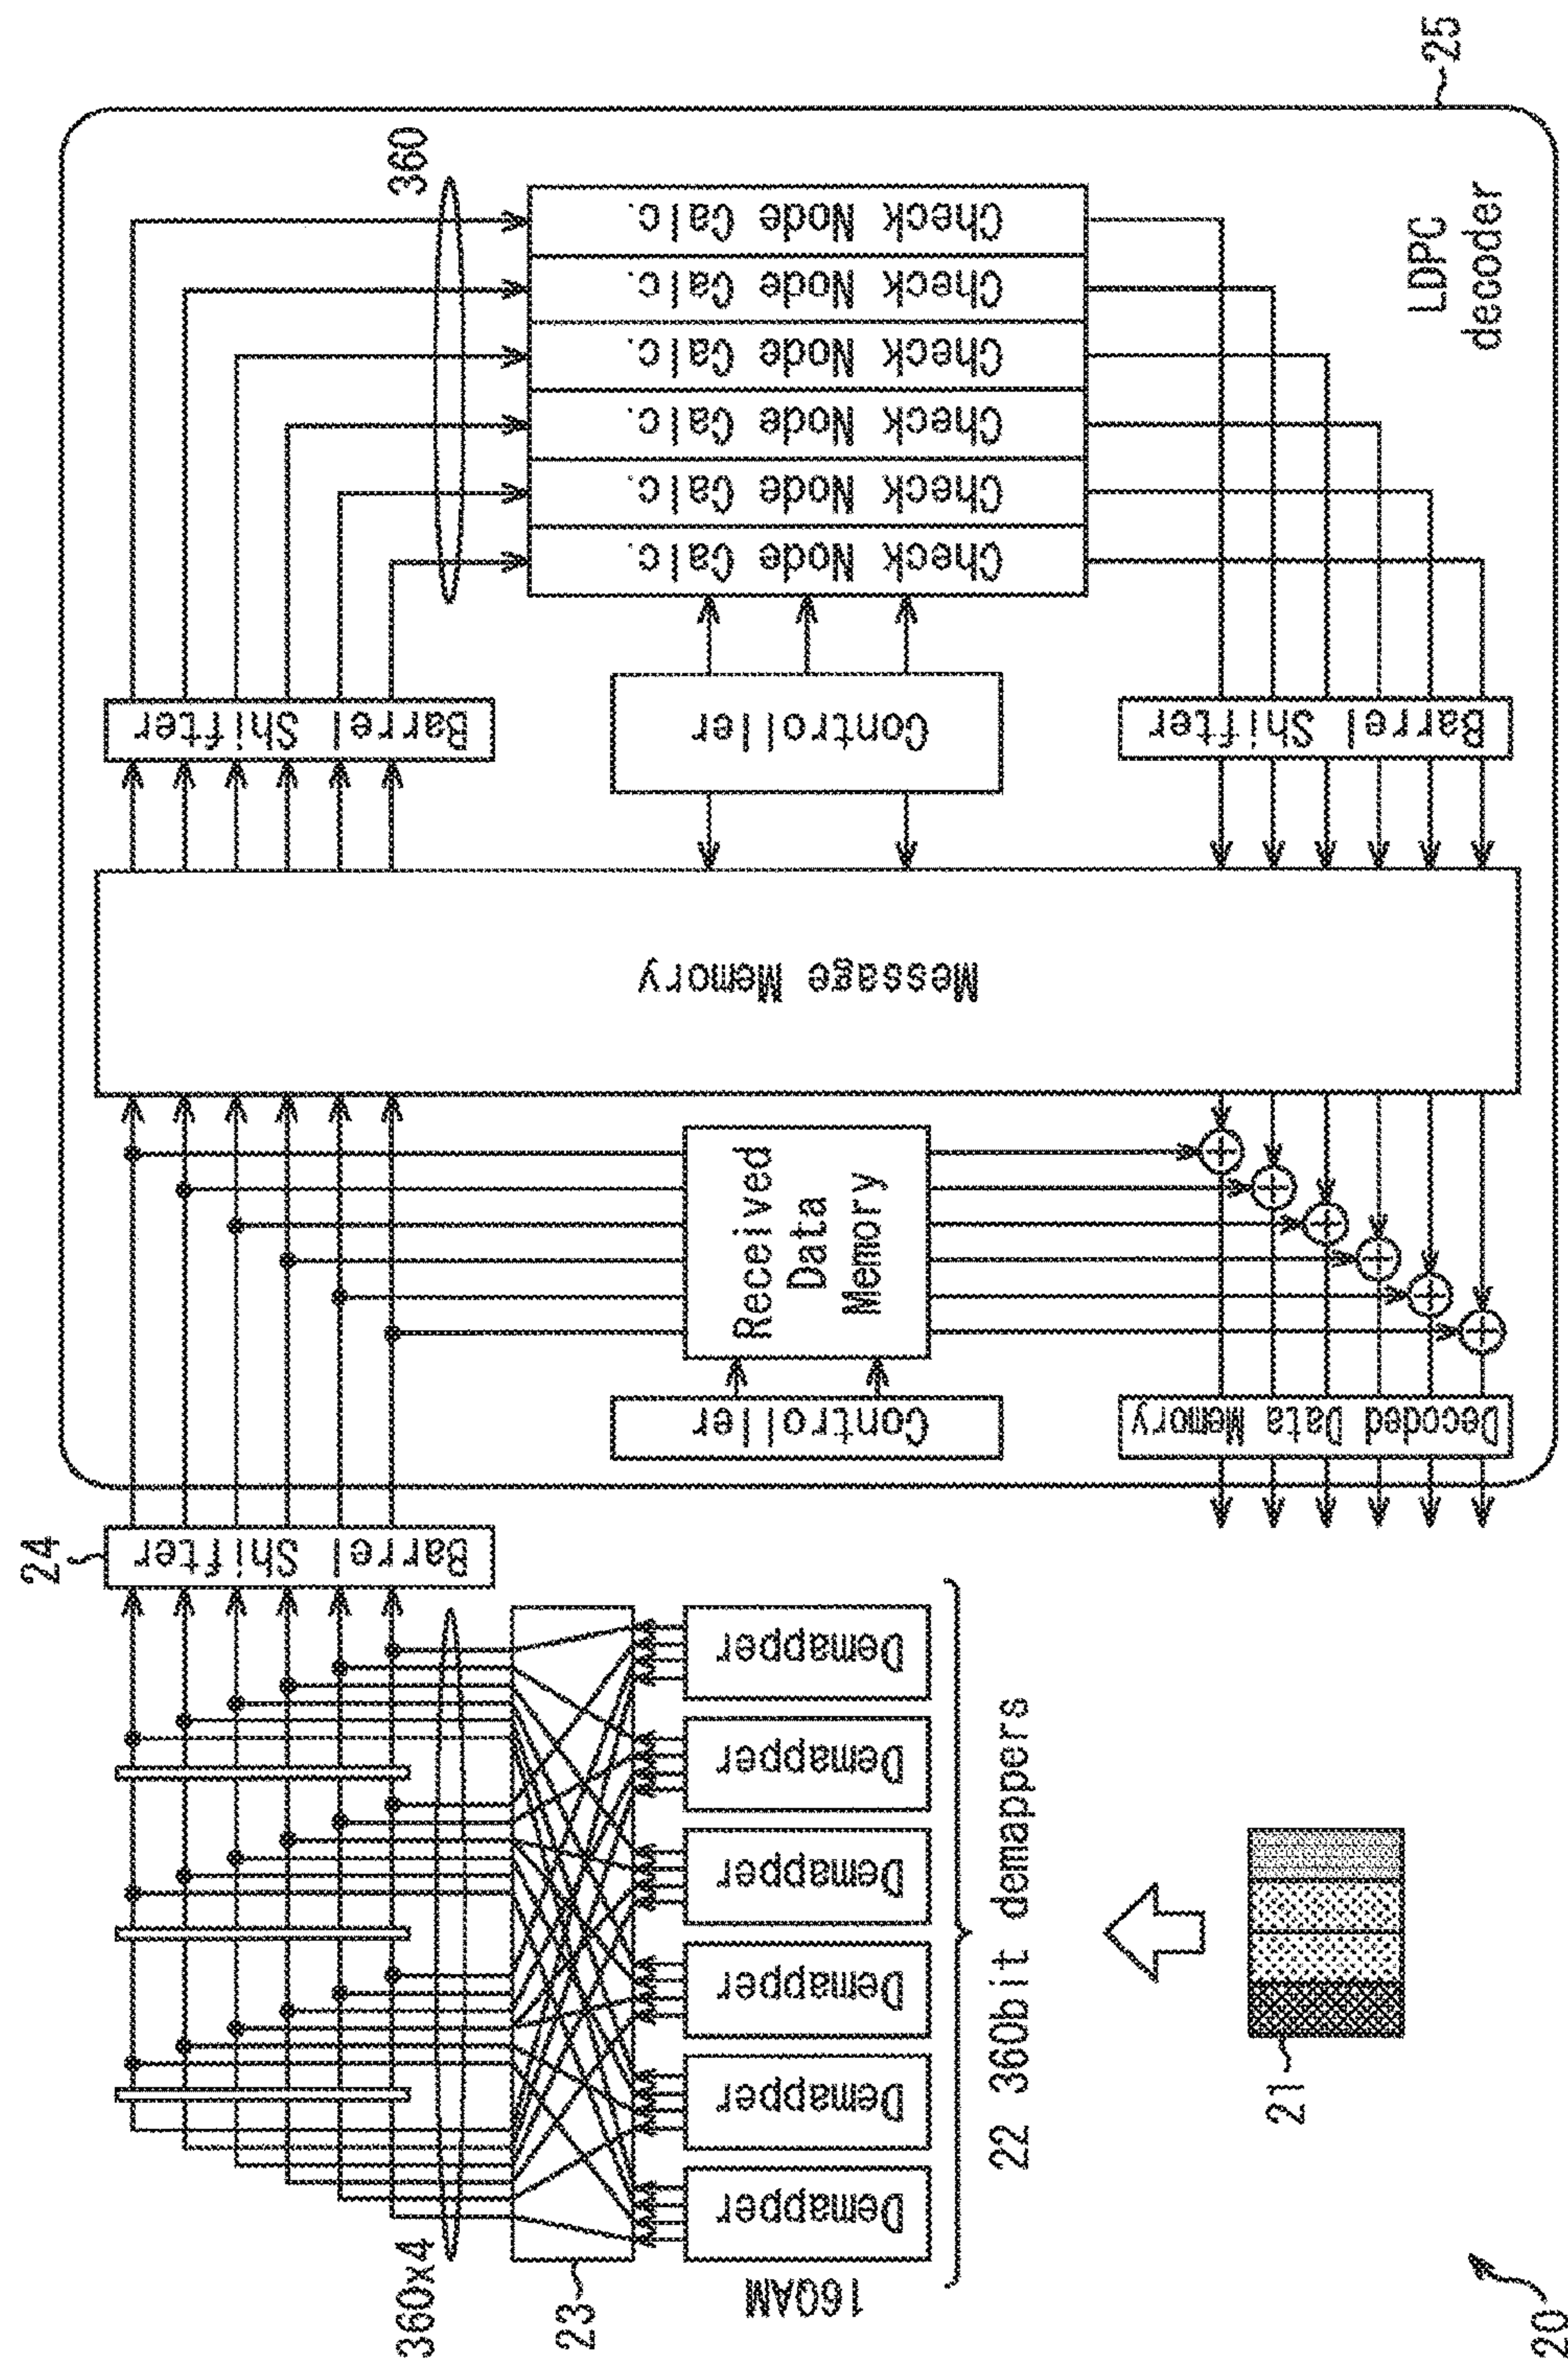 20
21
22 360bit demappers
16QAM
Demapper
Demapper
Demapper
Demapper
Demapper
Demapper
23
360x4
24
Barrel Shifter
25
LDPC
decoder
Controller
Received
Data
Memory
Decoded Data Memory
Message Memory
Barrel Shifter
Controller
Barrel Shifter
360
Check Node Calc.
Check Node Calc.
Check Node Calc.
Check Node Calc.
Check Node Calc.
Check Node Calc.